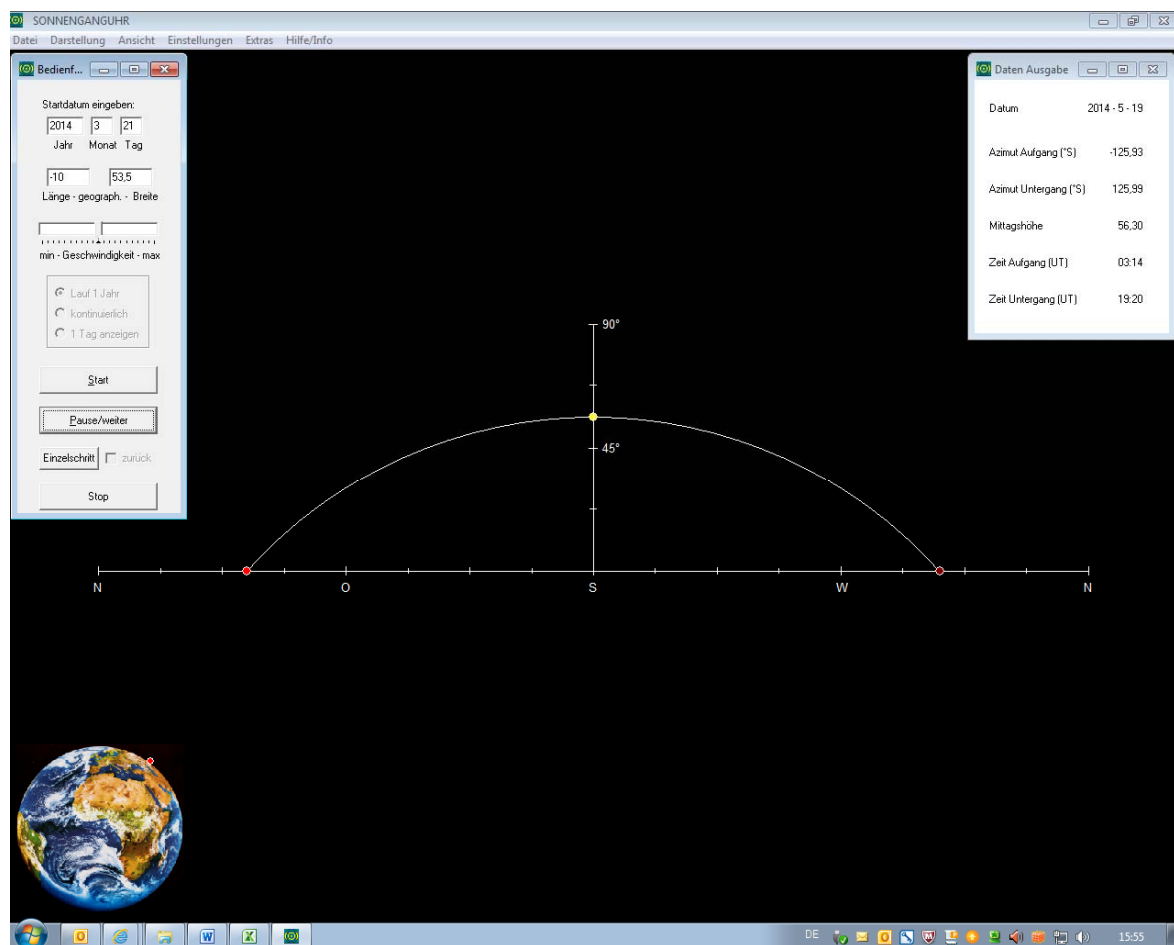 SONNENGANGUHR
Datei Darstellung Ansicht Einstellungen Extras Hilfe/Info
Bedienf...
Startdatum eingeben:
2014 3 21
Jahr Monat Tag
-10 53,5
Länge - geograph. - Breite
min - Geschwindigkeit - max
Lauf 1 Jahr
kontinuierlich
1 Tag anzeigen
Start
Pause/weiter
Einzelschritt zurück
Stop
Daten Ausgabe
Datum 2014 - 5 - 19
Azimut Aufgang (°S) -125,93
Azimut Untergang (°S) 125,99
Mittagshöhe 56,30
Zeit Aufgang (UT) 03:14
Zeit Untergang (UT) 19:20
90°
45°
N O S W N
DE 15:55